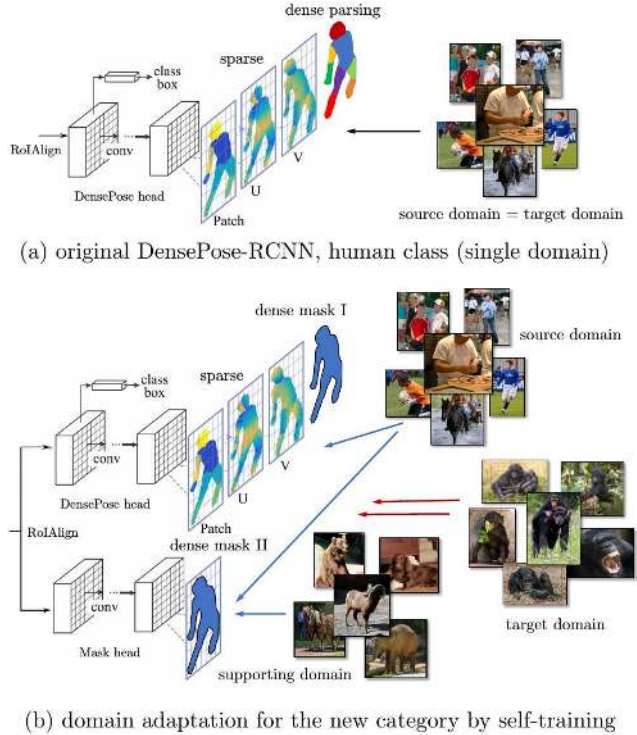 dense parsing
sparse
class
box
RoIAlign
conv
DensePose head
Patch
U
V
source domain = target domain
(a) original DensePose-RCNN, human class (single domain)
dense mask I
source domain
sparse
class
box
conv
DensePose head
Patch
U
V
RoIAlign
dense mask II
conv
Mask head
supporting domain
target domain
(b) domain adaptation for the new category by self-training